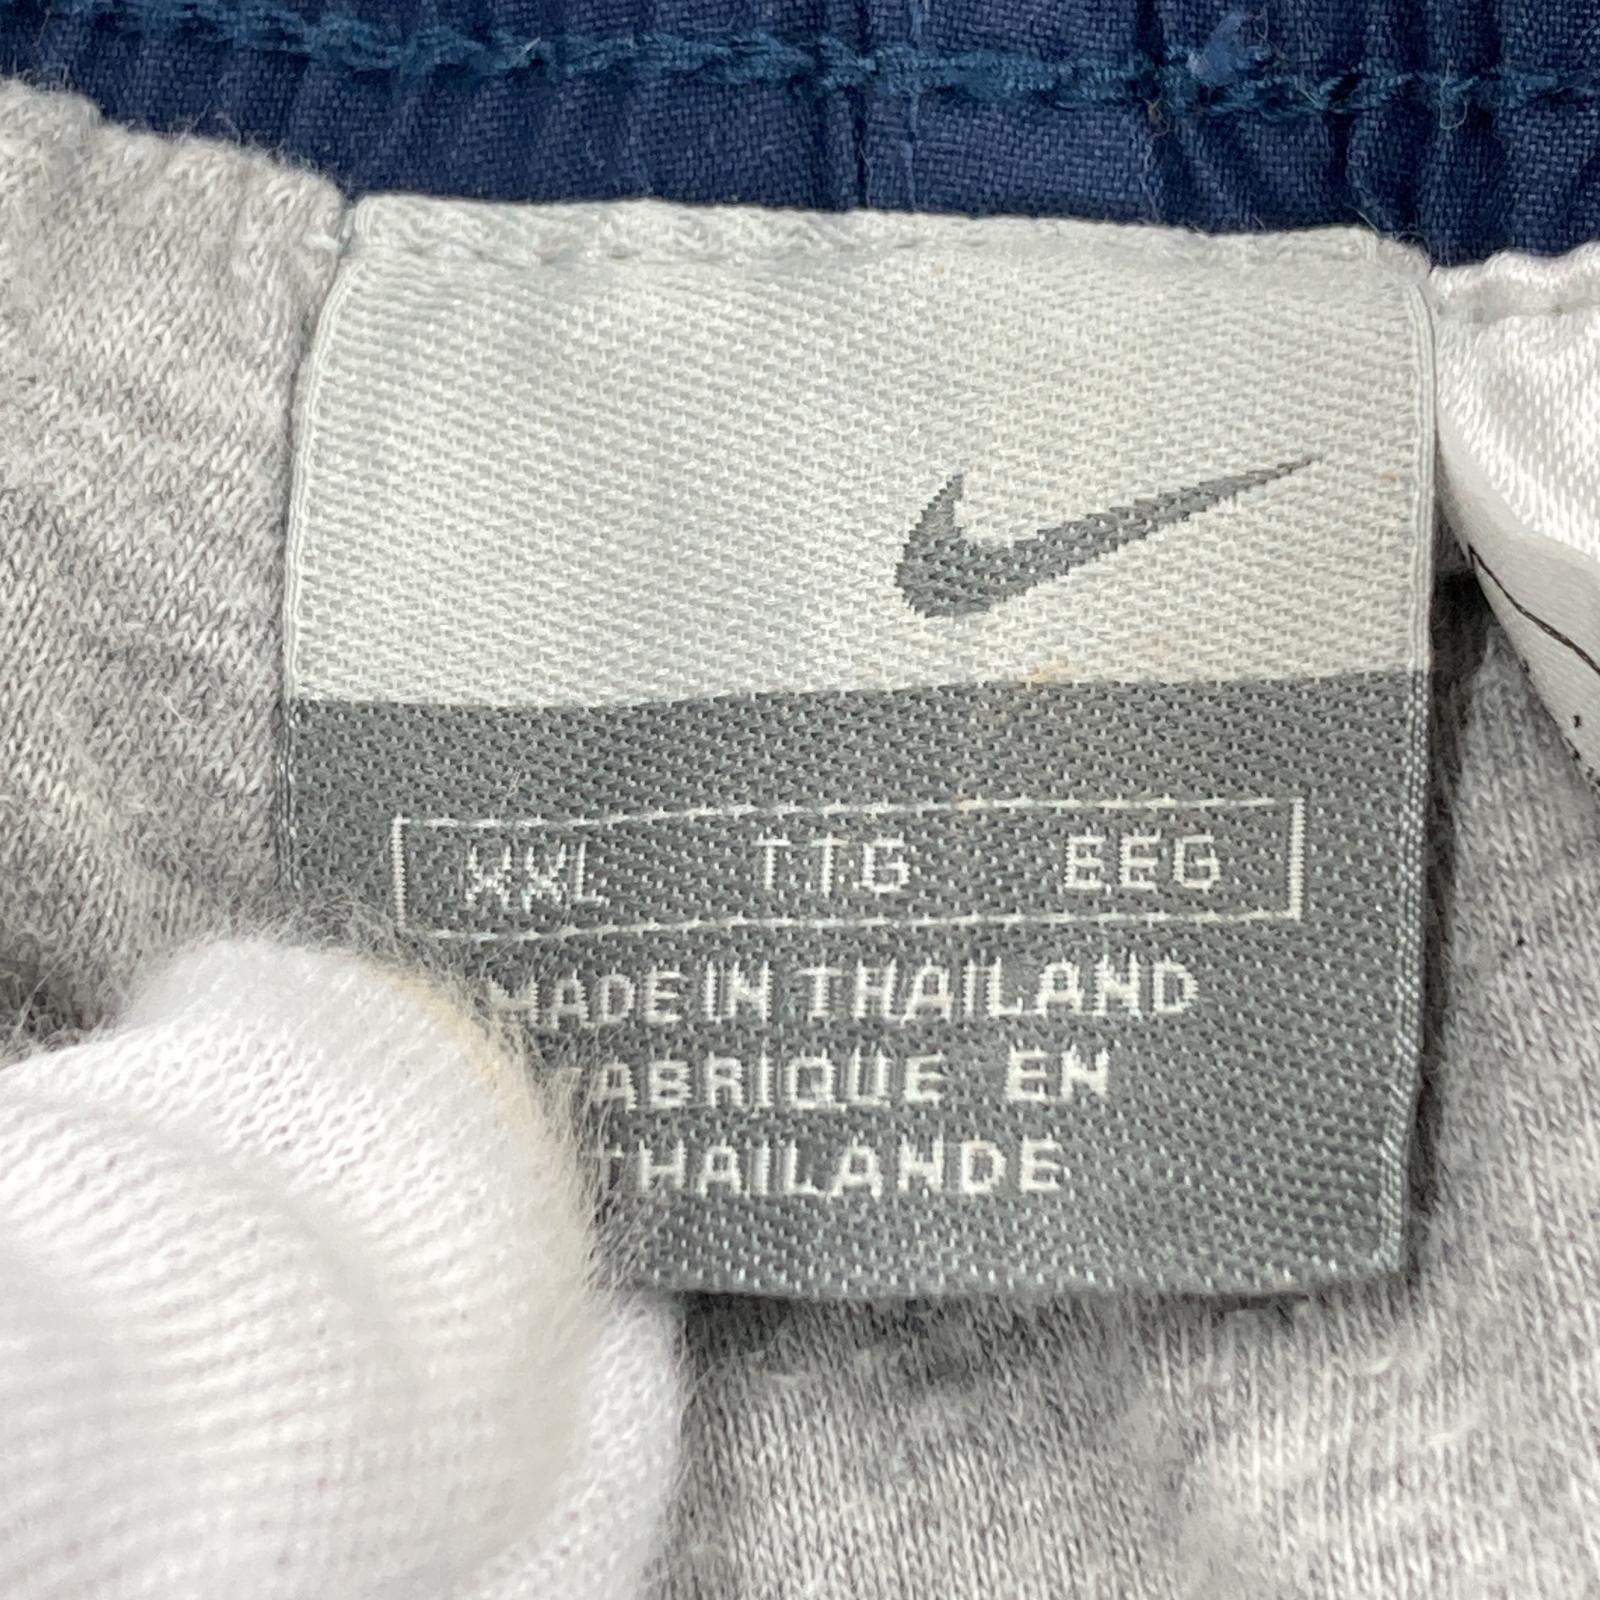 XXL TTG EEG
MADE IN THAILAND
FABRIQUE EN
THAILANDE